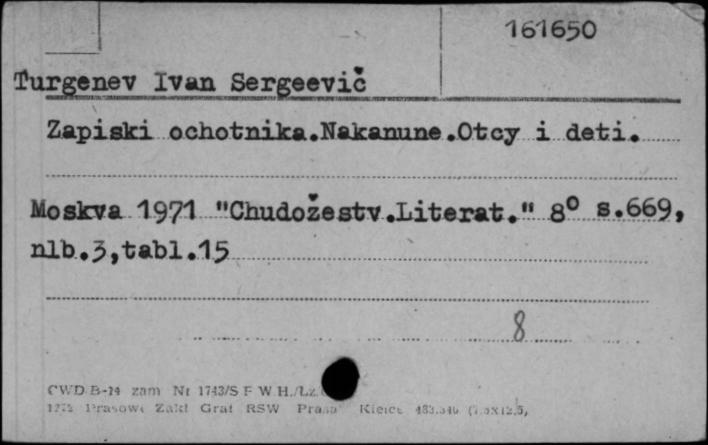 161650
Turgenev Ivan Sergeevič
Zapiski ochotnika.Nakanune.Otcy i deti.
Moskva 1971 "Chudožestv.Literat." 8° s.669,
nlb.3,tabl.15
8
CWD B-14 zam Nr 1743/S F W H./Lz.
Prasowe Zakł Graf RSW Prasa Kielce